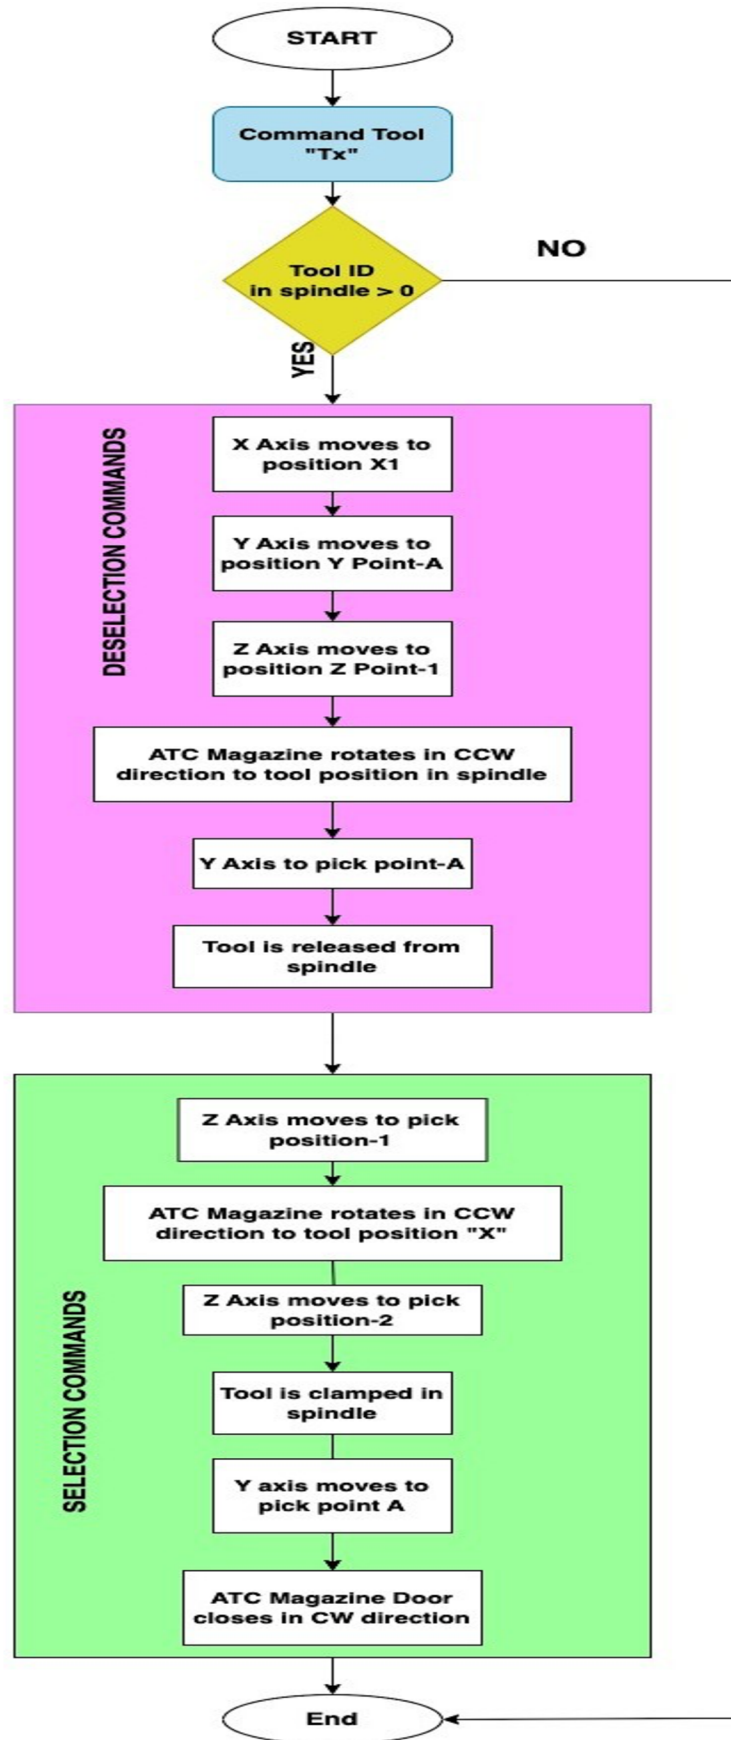 START
Command Tool
"Tx"
Tool ID
in spindle > 0
NO
YES
DESELECTION COMMANDS
X Axis moves to
position X1
Y Axis moves to
position Y Point-A
Z Axis moves to
position Z Point-1
ATC Magazine rotates in CCW
direction to tool position in spindle
Y Axis to pick point-A
Tool is released from
spindle
SELECTION COMMANDS
Z Axis moves to pick
position-1
ATC Magazine rotates in CCW
direction to tool position "X"
Z Axis moves to pick
position-2
Tool is clamped in
spindle
Y axis moves to
pick point A
ATC Magazine Door
closes in CW direction
End